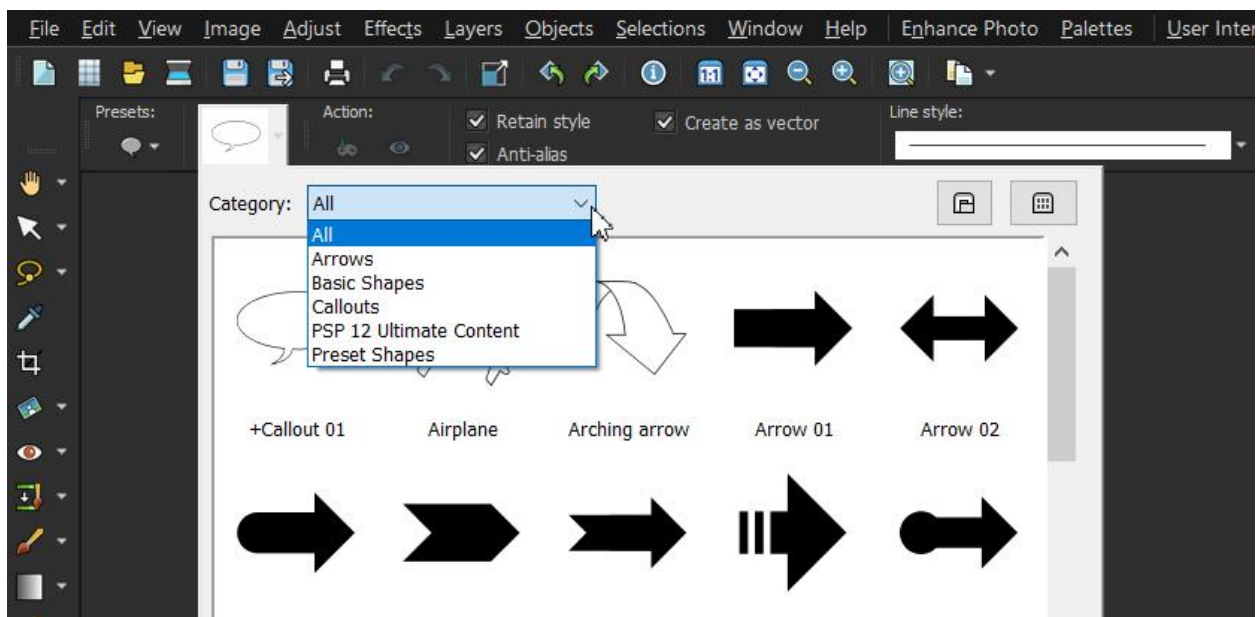 File Edit View Image Adjust Effects Layers Objects Selections Window Help Enhance Photo Palettes User Inter
1:1
Presets: Action: Retain style Create as vector Line style:
Anti-alias
Category: All
All
Arrows
Basic Shapes
Callouts
PSP 12 Ultimate Content
Preset Shapes
+Callout 01 Airplane Arching arrow Arrow 01 Arrow 02